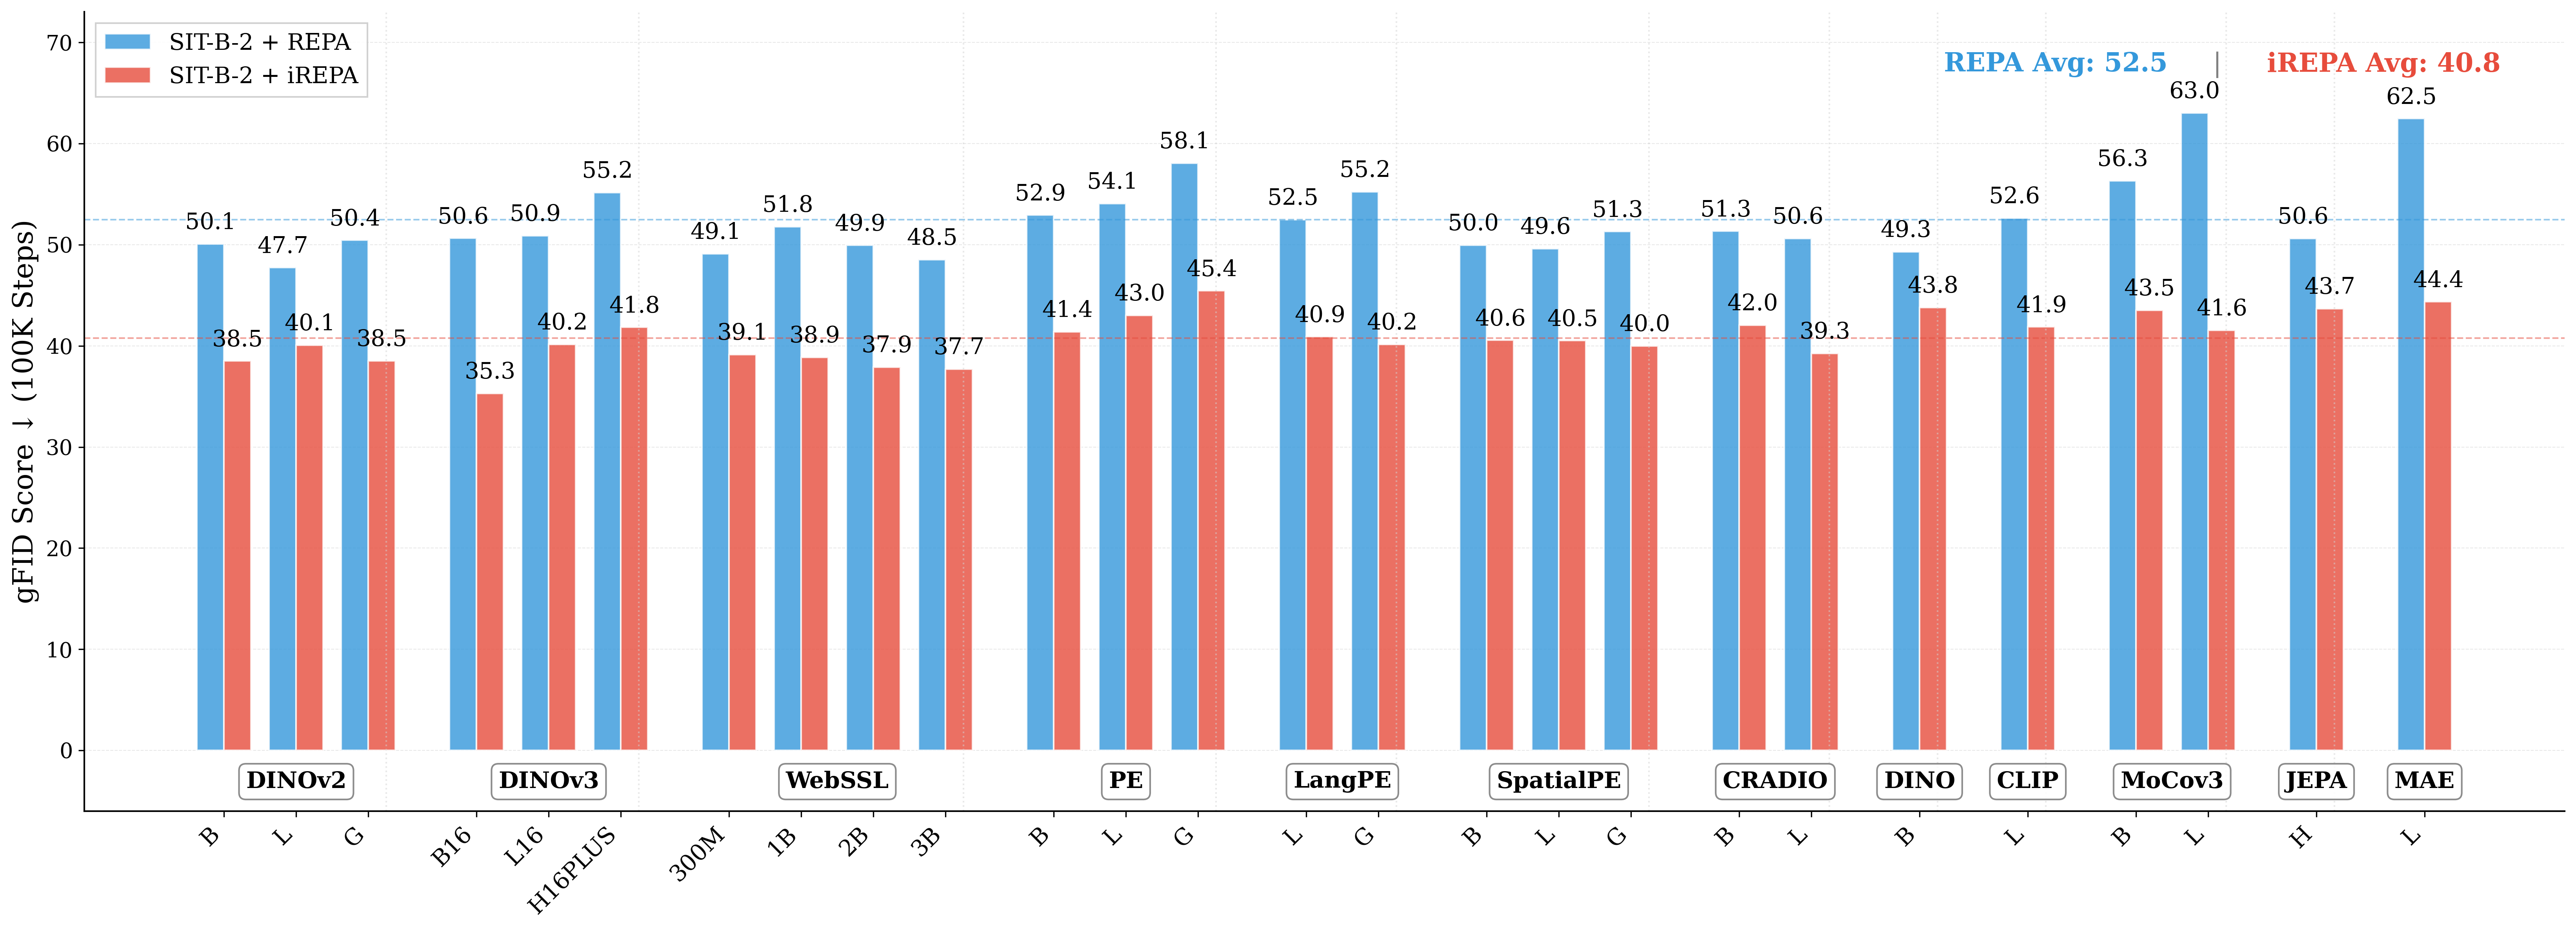 SIT-B-2 + REPA
SIT-B-2 + iREPA
REPA Avg: 52.5 | iREPA Avg: 40.8
gFID Score ↓ (100K Steps)
70
60
50
40
30
20
10
0
50.1 38.5 47.7 40.1 50.4 38.5
50.6 35.3 50.9 40.2 55.2 41.8
49.1 39.1 51.8 38.9 49.9 37.9 48.5 37.7
52.9 41.4 54.1 43.0 58.1 45.4
52.5 40.9 55.2 40.2
50.0 40.6 49.6 40.5 51.3 40.0
51.3 42.0 50.6 39.3
49.3 43.8
52.6 41.9
56.3 43.5 63.0 41.6
50.6 43.7
62.5 44.4
DINOv2 DINOv3 WebSSL PE LangPE SpatialPE CRADIO DINO CLIP MoCov3 JEPA MAE
B L G B16 L16 H16PLUS 300M 1B 2B 3B B L G L G B L G B L B L B L H L